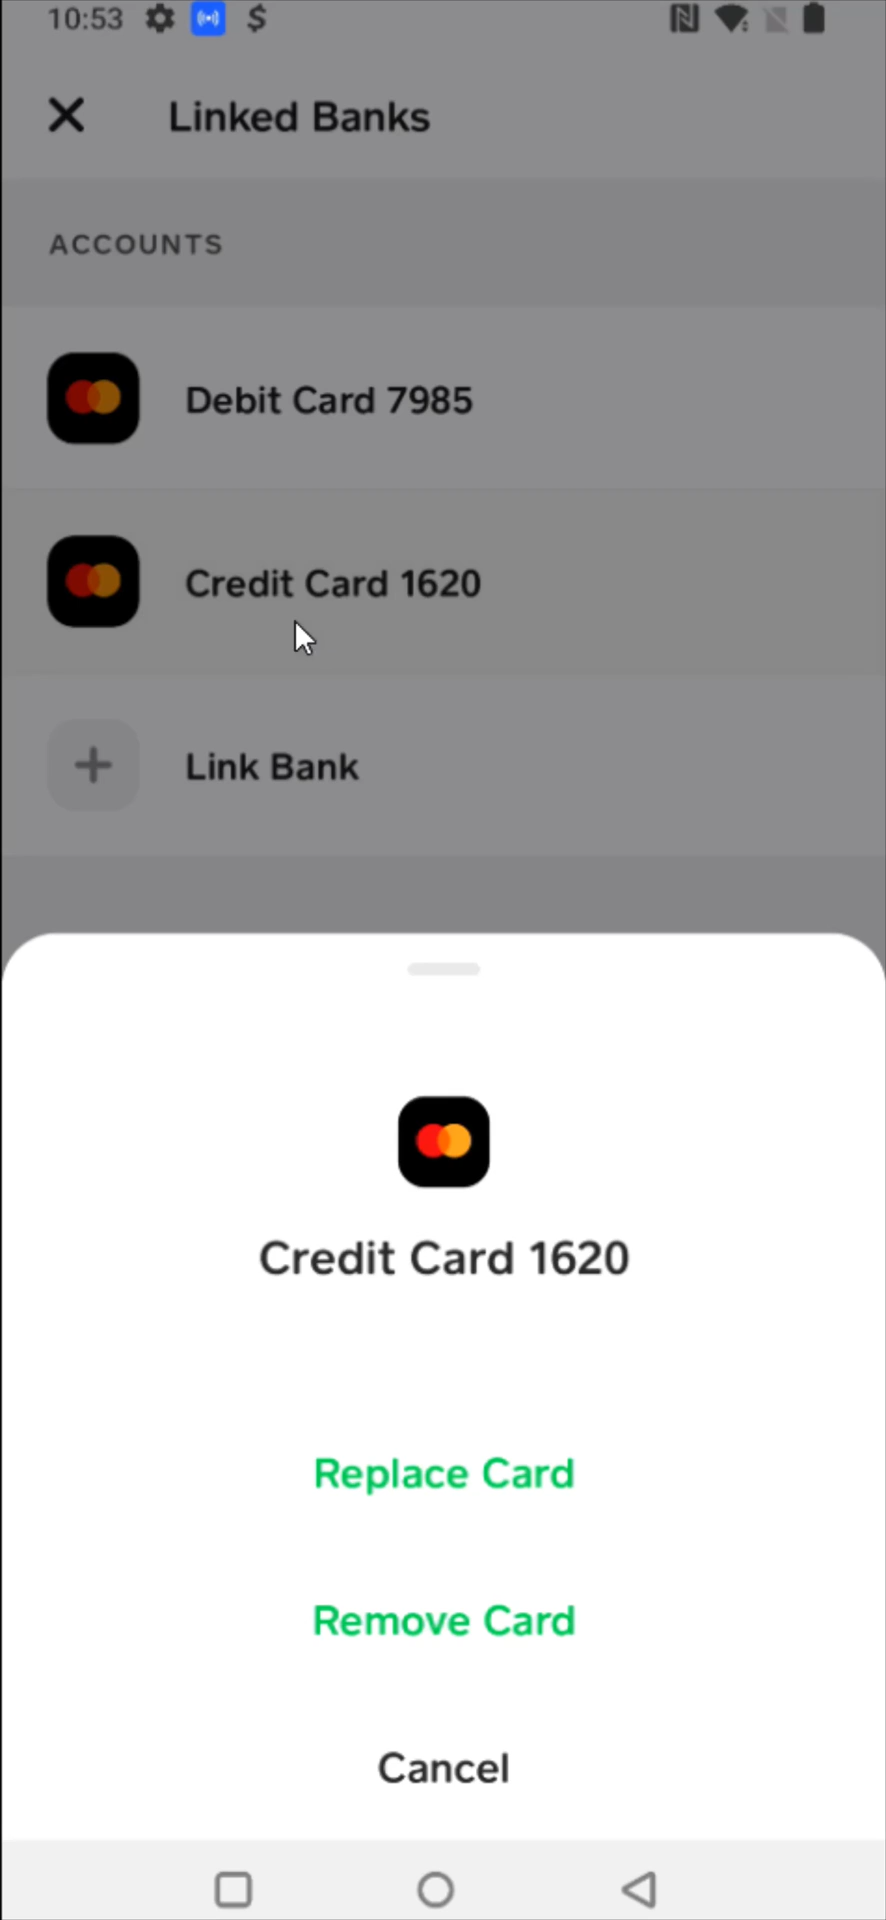 10:53
Linked Banks
ACCOUNTS
Debit Card 7985
Credit Card 1620
Link Bank
Credit Card 1620
Replace Card
Remove Card
Cancel